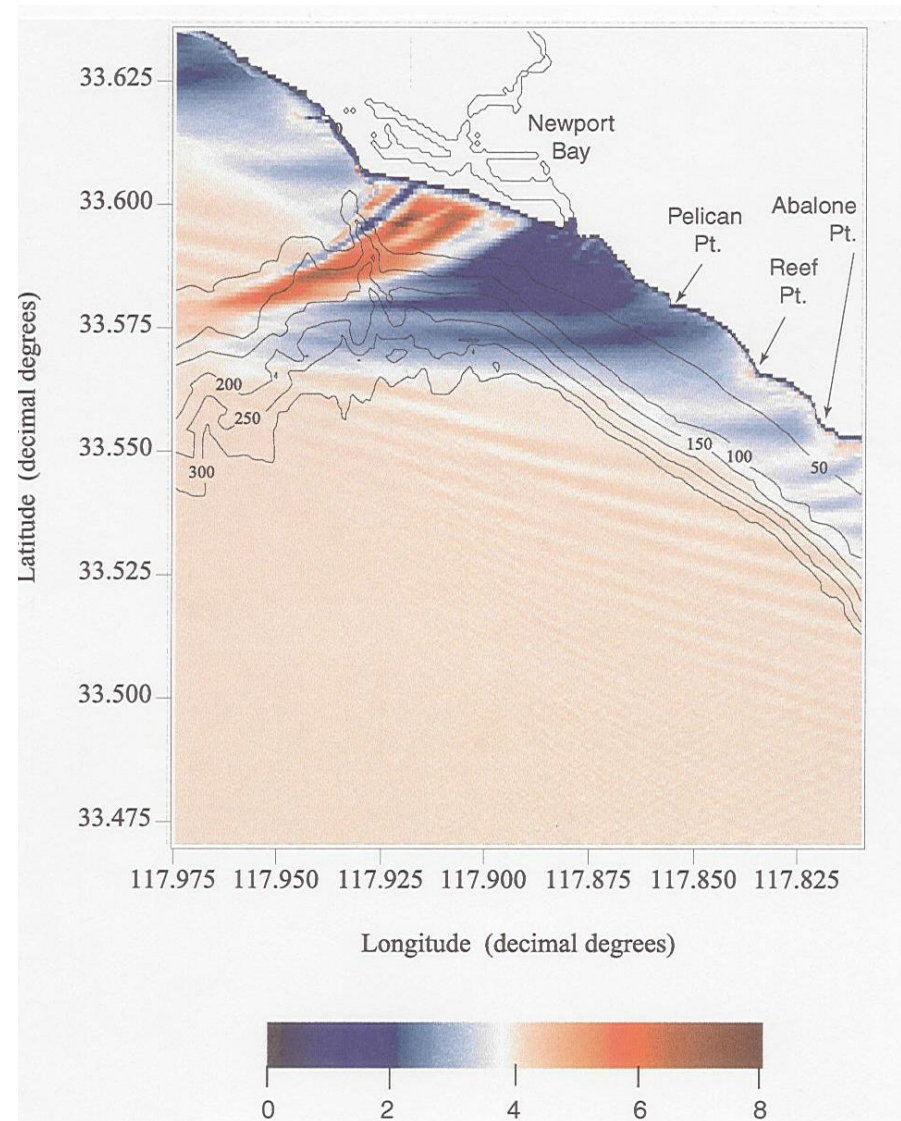 33.625
33.600
33.575
33.550
33.525
33.500
33.475
Latitude (decimal degrees)
Newport
Bay
Pelican
Pt.
Abalone
Pt.
Reef
Pt.
200
250
300
150
100
50
117.975 117.950 117.925 117.900 117.875 117.850 117.825
Longitude (decimal degrees)
0 2 4 6 8